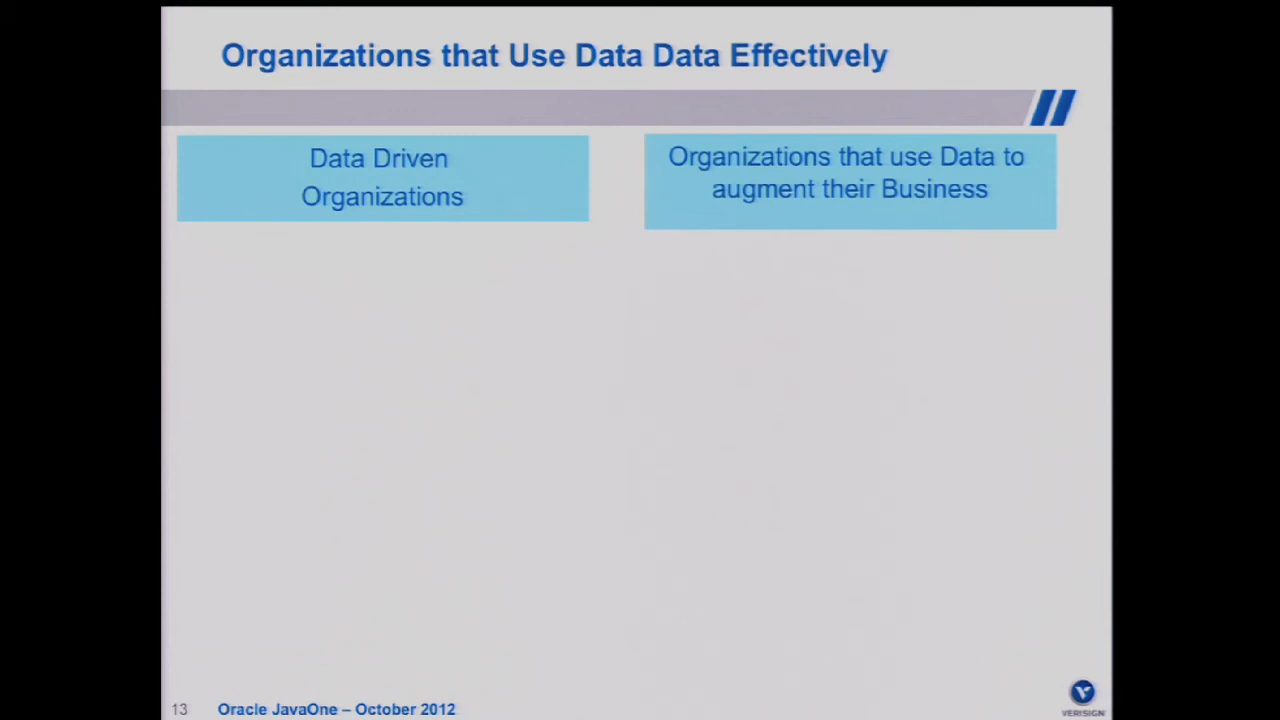 Organizations that Use Data Data Effectively
Data Driven
Organizations
Organizations that use Data to
augment their Business
13
Oracle JavaOne – October 2012
VERISIGN